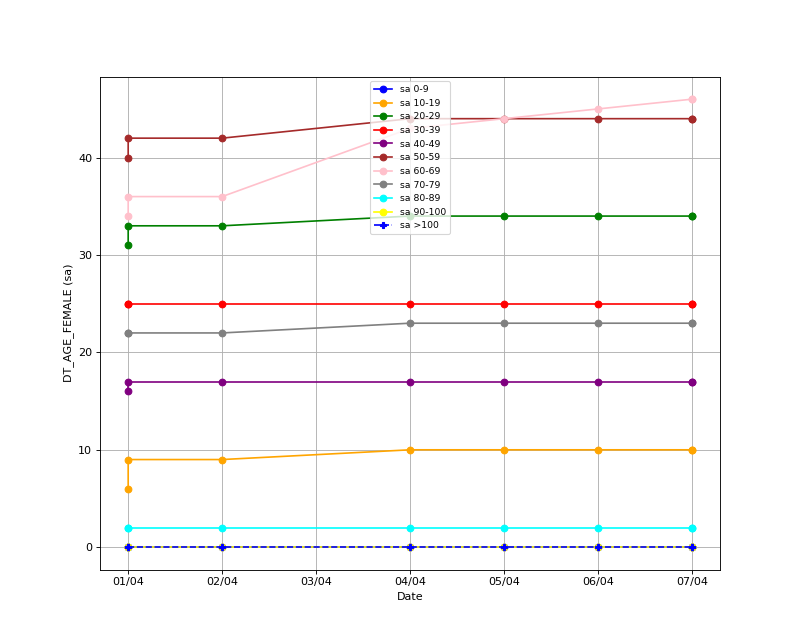 sa 0-9
sa 10-19
sa 20-29
sa 30-39
sa 40-49
sa 50-59
sa 60-69
sa 70-79
sa 80-89
sa 90-100
sa >100
DT_AGE_FEMALE (sa)
40
30
20
10
0
01/04 02/04 03/04 04/04 05/04 06/04 07/04
Date